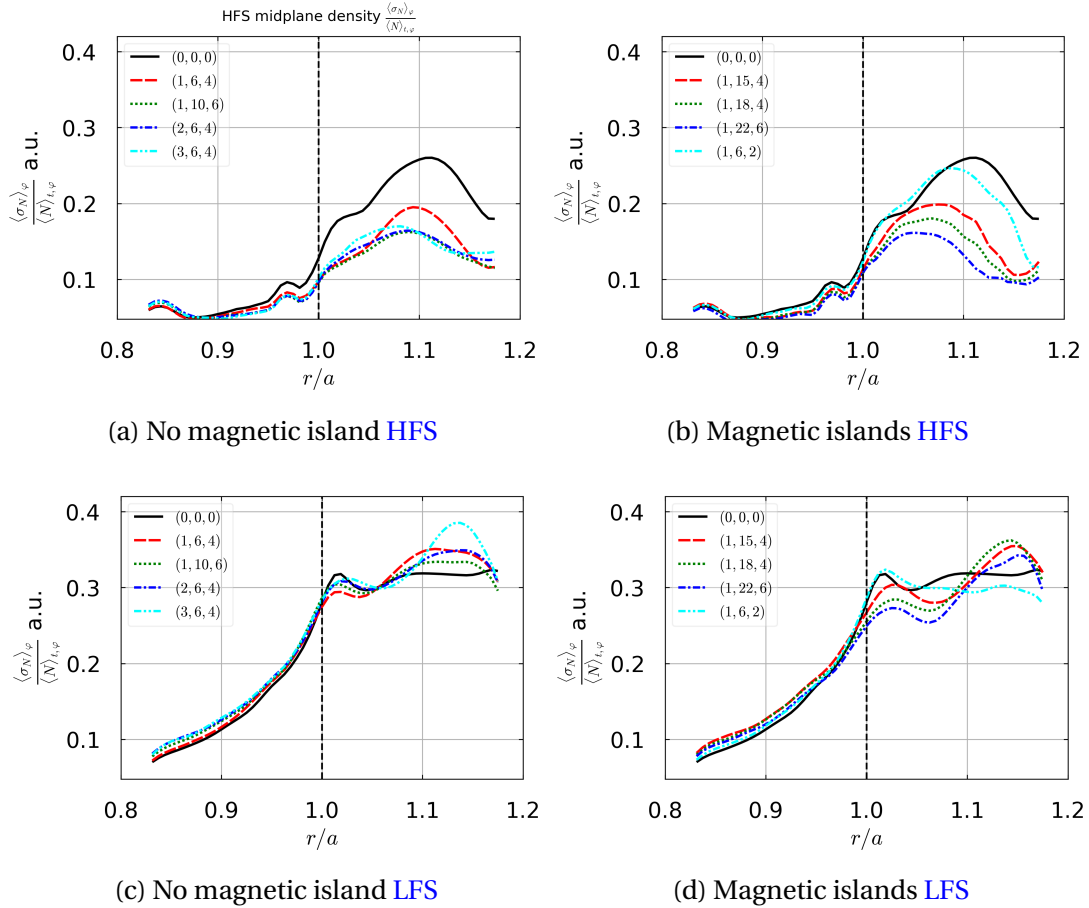 HFS midplane density ⟨σ_N⟩_φ / ⟨N⟩_{t,φ}
⟨σ_N⟩_φ / ⟨N⟩_{t,φ} a.u.
0.4
0.3
0.2
0.1
(0, 0, 0)
(1, 6, 4)
(1, 10, 6)
(2, 6, 4)
(3, 6, 4)
0.8 0.9 1.0 1.1 1.2
r/a
(a) No magnetic island HFS
⟨σ_N⟩_φ / ⟨N⟩_{t,φ} a.u.
0.4
0.3
0.2
0.1
(0, 0, 0)
(1, 15, 4)
(1, 18, 4)
(1, 22, 6)
(1, 6, 2)
0.8 0.9 1.0 1.1 1.2
r/a
(b) Magnetic islands HFS
⟨σ_N⟩_φ / ⟨N⟩_{t,φ} a.u.
0.4
0.3
0.2
0.1
(0, 0, 0)
(1, 6, 4)
(1, 10, 6)
(2, 6, 4)
(3, 6, 4)
0.8 0.9 1.0 1.1 1.2
r/a
(c) No magnetic island LFS
⟨σ_N⟩_φ / ⟨N⟩_{t,φ} a.u.
0.4
0.3
0.2
0.1
(0, 0, 0)
(1, 15, 4)
(1, 18, 4)
(1, 22, 6)
(1, 6, 2)
0.8 0.9 1.0 1.1 1.2
r/a
(d) Magnetic islands LFS